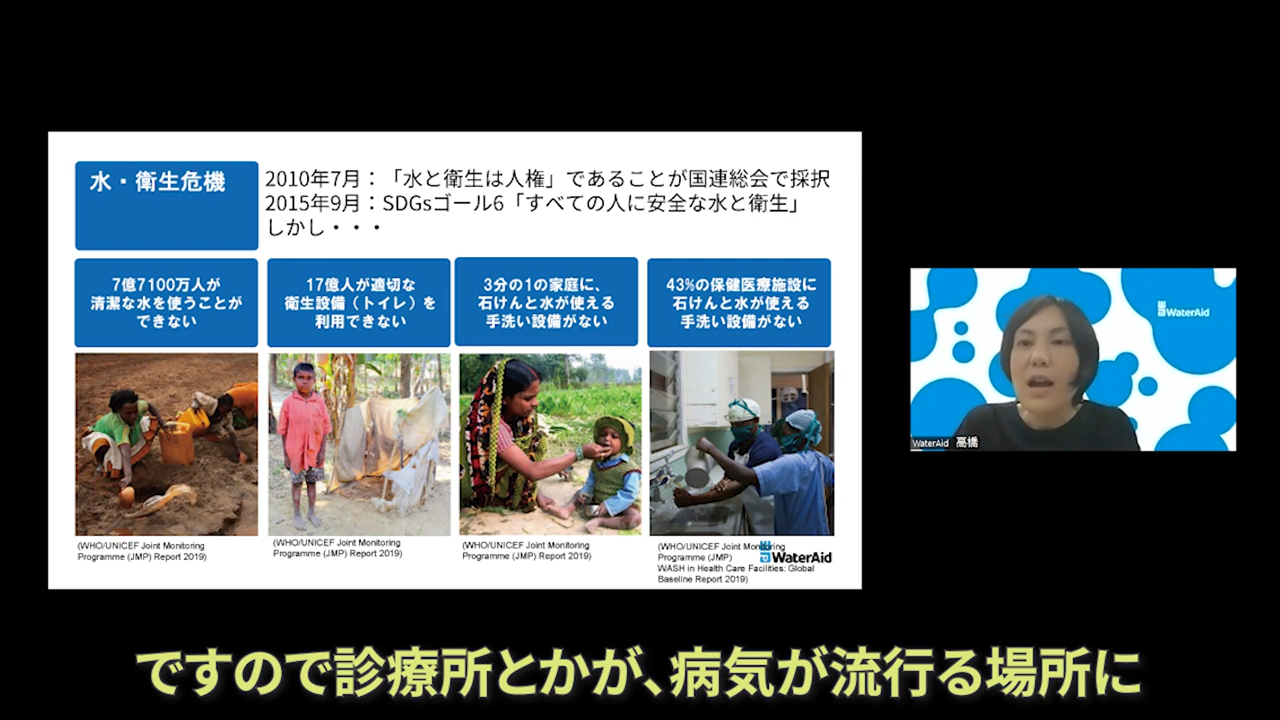 水・衛生危機
2010年7月：「水と衛生は人権」であることが国連総会で採択
2015年9月：SDGsゴール6「すべての人に安全な水と衛生」
しかし・・・
7億7100万人が
清潔な水を使うことが
できない
17億人が適切な
衛生設備（トイレ）を
利用できない
3分の1の家庭に、
石けんと水が使える
手洗い設備がない
43%の保健医療施設に
石けんと水が使える
手洗い設備がない
(WHO/UNICEF Joint Monitoring
Programme (JMP) Report 2019)
(WHO/UNICEF Joint Monitoring
Programme (JMP) Report 2019)
(WHO/UNICEF Joint Monitoring
Programme (JMP) Report 2019)
(WHO/UNICEF Joint Monitoring
Programme (JMP)
WASH in Health Care Facilities: Global
Baseline Report 2019)
WaterAid
WaterAid
WaterAid 高橋
ですので診療所とかが、病気が流行る場所に